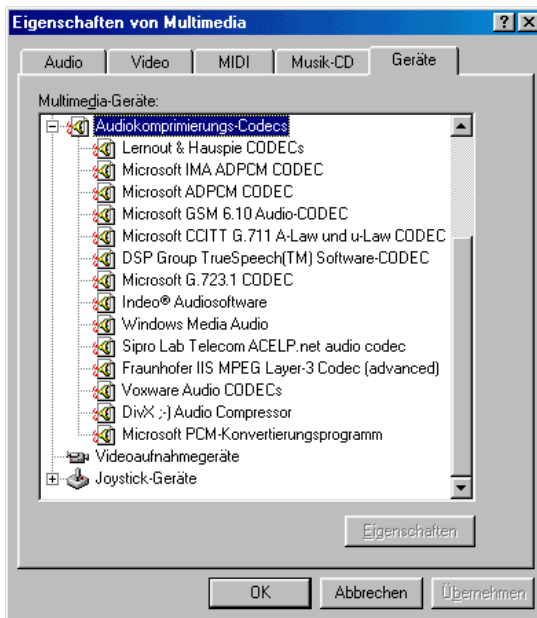 Eigenschaften von Multimedia
Audio Video MIDI Musik-CD Geräte
Multimedia-Geräte:
Audiokomprimierungs-Codecs
Lernout & Hauspie CODECs
Microsoft IMA ADPCM CODEC
Microsoft ADPCM CODEC
Microsoft GSM 6.10 Audio-CODEC
Microsoft CCITT G.711 A-Law und u-Law CODEC
DSP Group TrueSpeech(TM) Software-CODEC
Microsoft G.723.1 CODEC
Indeo® Audiosoftware
Windows Media Audio
Sipro Lab Telecom ACELP.net audio codec
Fraunhofer IIS MPEG Layer-3 Codec (advanced)
Voxware Audio CODECs
DivX ;-) Audio Compressor
Microsoft PCM-Konvertierungsprogramm
Videoaufnahmegeräte
Joystick-Geräte
Eigenschaften
OK Abbrechen Übernehmen